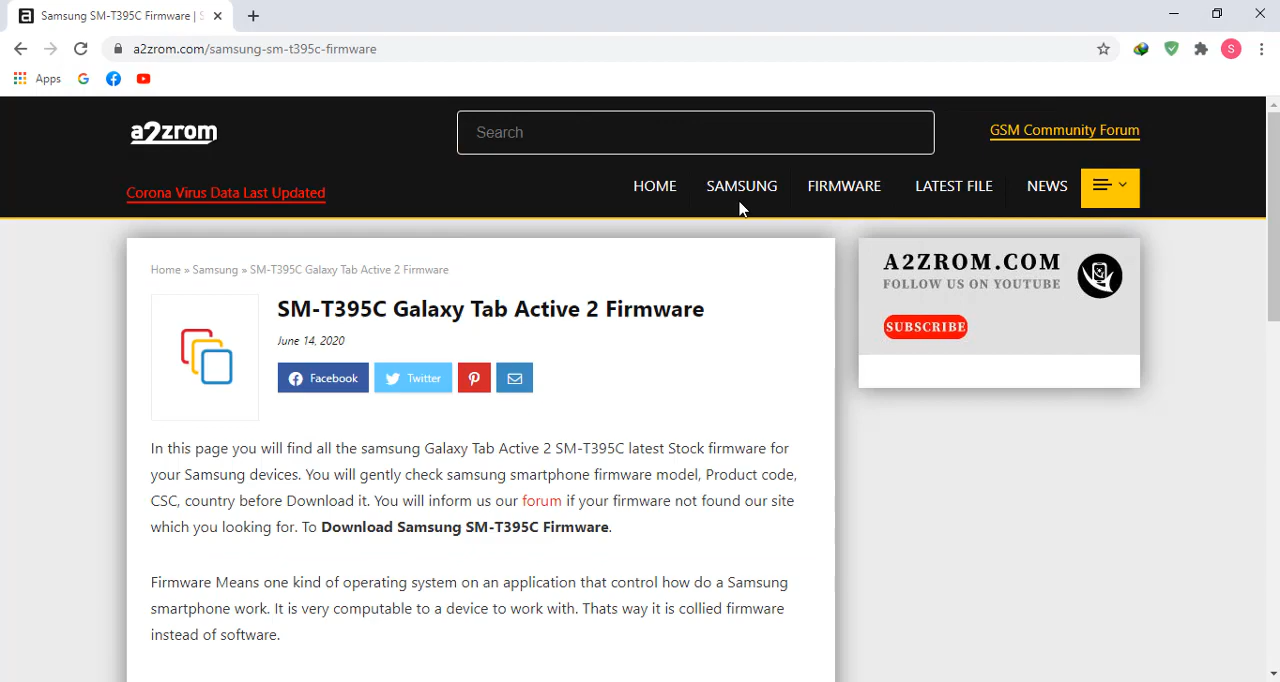 Samsung SM-T395C Firmware | S
a2zrom.com/samsung-sm-t395c-firmware
S
Apps
a2zrom
Search
GSM Community Forum
Corona Virus Data Last Updated
HOME SAMSUNG FIRMWARE LATEST FILE NEWS
Home » Samsung » SM-T395C Galaxy Tab Active 2 Firmware
SM-T395C Galaxy Tab Active 2 Firmware
June 14, 2020
Facebook Twitter
In this page you will find all the samsung Galaxy Tab Active 2 SM-T395C latest Stock firmware for
your Samsung devices. You will gently check samsung smartphone firmware model, Product code,
CSC, country before Download it. You will inform us our forum if your firmware not found our site
which you looking for. To Download Samsung SM-T395C Firmware.
Firmware Means one kind of operating system on an application that control how do a Samsung
smartphone work. It is very computable to a device to work with. Thats way it is collied firmware
instead of software.
A2ZROM.COM
FOLLOW US ON YOUTUBE
SUBSCRIBE